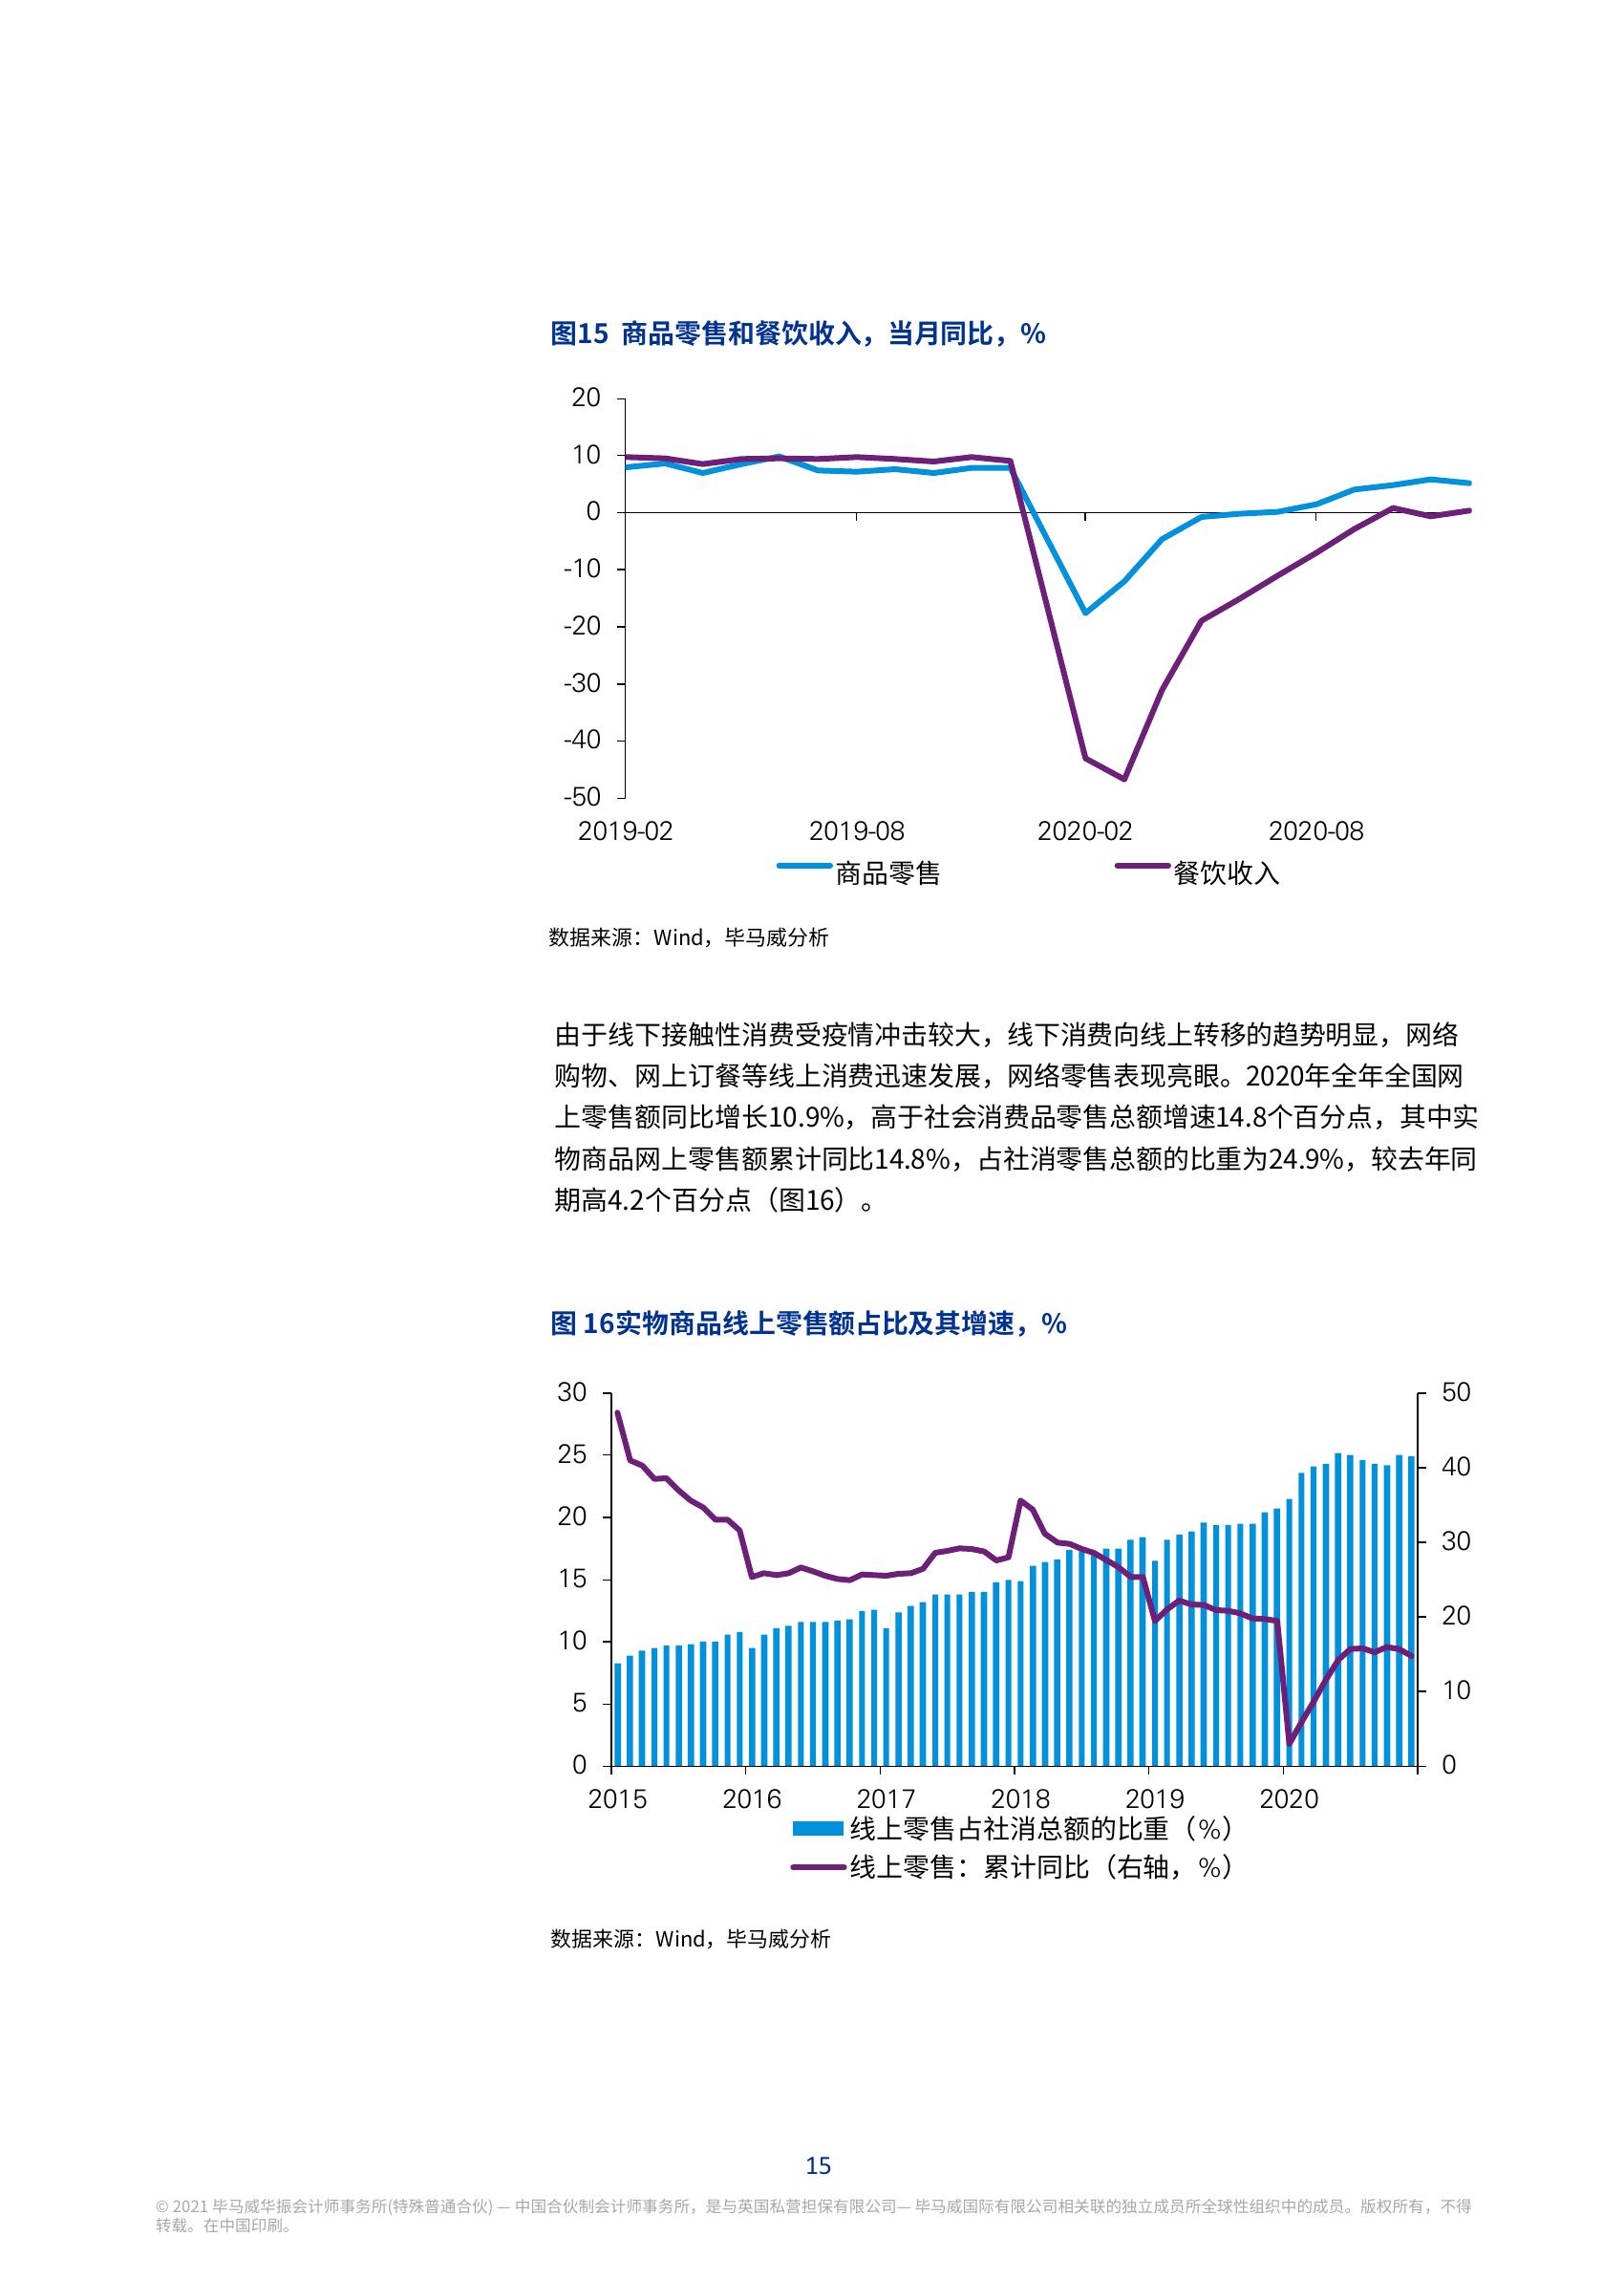 图15 商品零售和餐饮收入，当月同比，%
20
10
0
-10
-20
-30
-40
-50
2019-02 2019-08 2020-02 2020-08
商品零售 餐饮收入
数据来源：Wind，毕马威分析
由于线下接触性消费受疫情冲击较大，线下消费向线上转移的趋势明显，网络
购物、网上订餐等线上消费迅速发展，网络零售表现亮眼。2020年全年全国网
上零售额同比增长10.9%，高于社会消费品零售总额增速14.8个百分点，其中实
物商品网上零售额累计同比14.8%，占社消零售总额的比重为24.9%，较去年同
期高4.2个百分点（图16）。
图 16实物商品线上零售额占比及其增速，%
30 50
25 40
20 30
15 20
10 10
5
0 0
2015 2016 2017 2018 2019 2020
线上零售占社消总额的比重（%）
线上零售：累计同比（右轴，%）
数据来源：Wind，毕马威分析
15
© 2021 毕马威华振会计师事务所(特殊普通合伙) — 中国合伙制会计师事务所，是与英国私营担保有限公司— 毕马威国际有限公司相关联的独立成员所全球性组织中的成员。版权所有，不得
转载。在中国印刷。